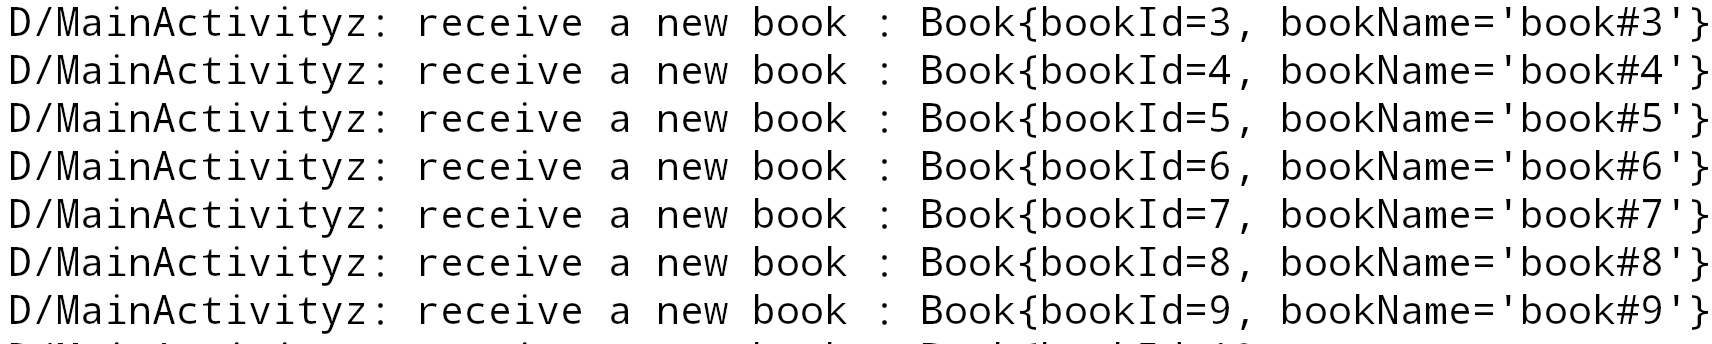 D/MainActivityz: receive a new book : Book{bookId=3, bookName='book#3'}
D/MainActivityz: receive a new book : Book{bookId=4, bookName='book#4'}
D/MainActivityz: receive a new book : Book{bookId=5, bookName='book#5'}
D/MainActivityz: receive a new book : Book{bookId=6, bookName='book#6'}
D/MainActivityz: receive a new book : Book{bookId=7, bookName='book#7'}
D/MainActivityz: receive a new book : Book{bookId=8, bookName='book#8'}
D/MainActivityz: receive a new book : Book{bookId=9, bookName='book#9'}